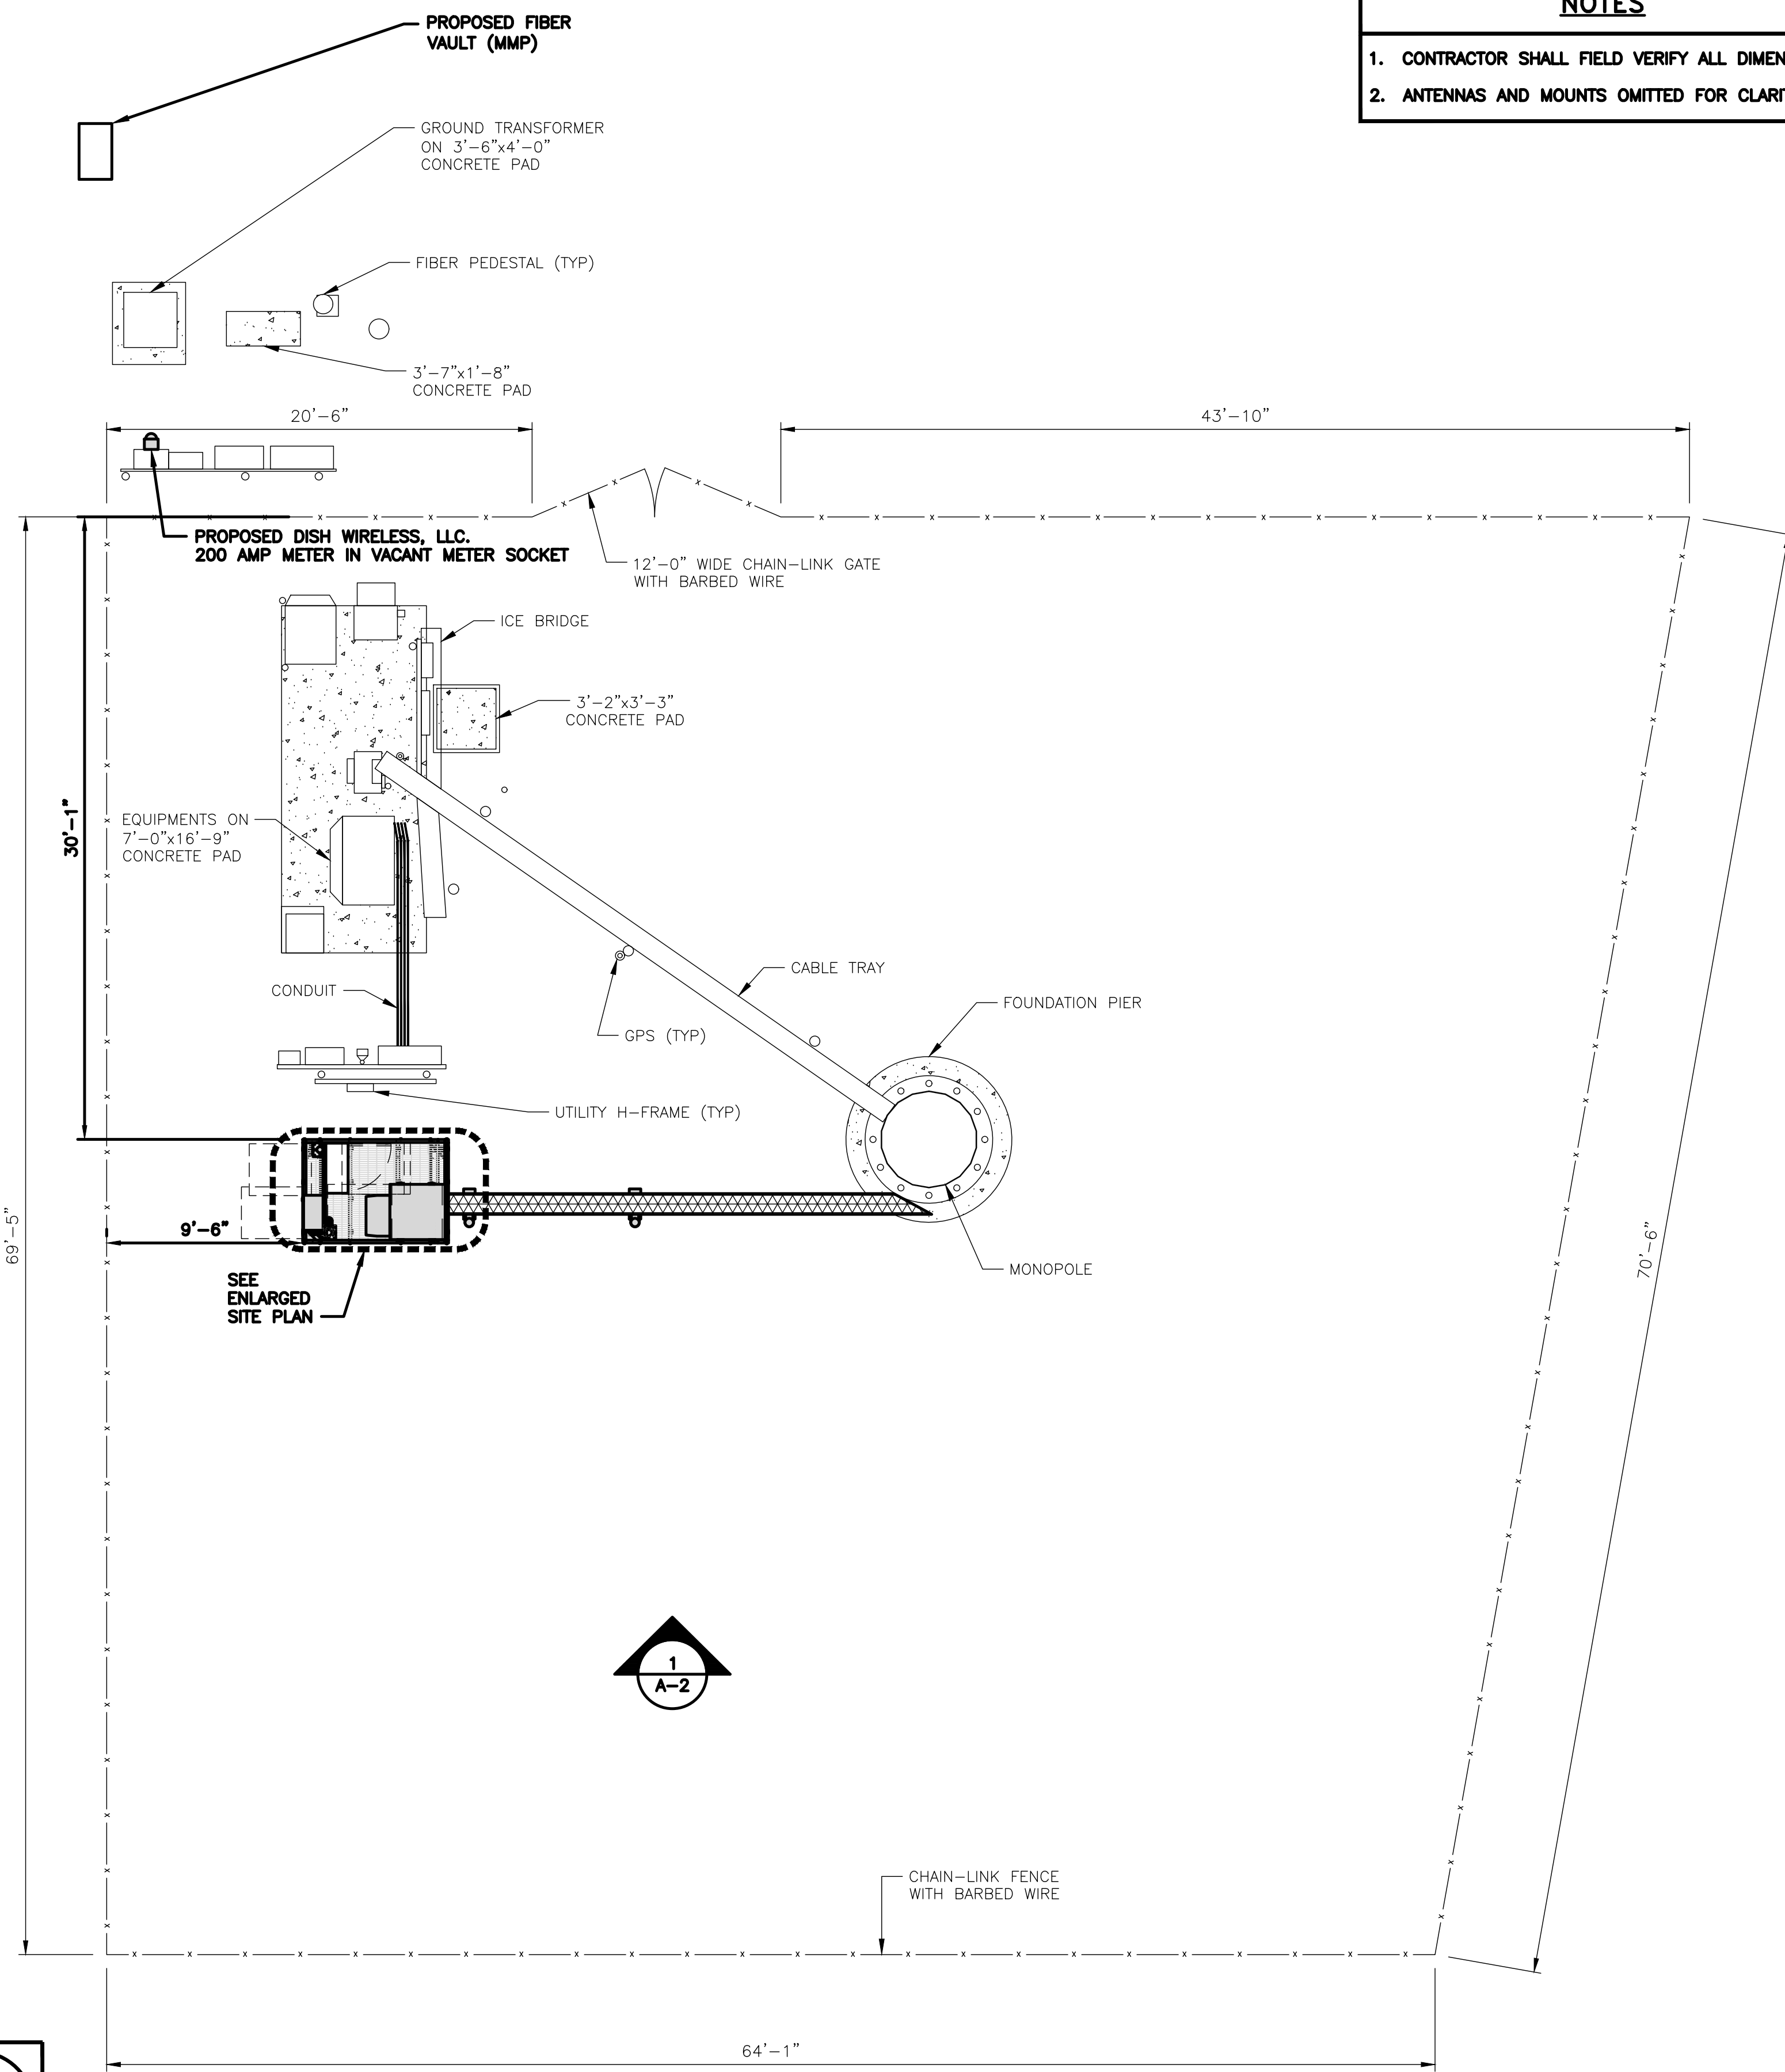 NOTES
1. CONTRACTOR SHALL FIELD VERIFY ALL DIMEN
2. ANTENNAS AND MOUNTS OMITTED FOR CLARI
PROPOSED FIBER
VAULT (MMP)
GROUND TRANSFORMER
ON 3'-6"x4'-0"
CONCRETE PAD
FIBER PEDESTAL (TYP)
3'-7"x1'-8"
CONCRETE PAD
20'-6"
43'-10"
PROPOSED DISH WIRELESS, LLC.
200 AMP METER IN VACANT METER SOCKET
12'-0" WIDE CHAIN-LINK GATE
WITH BARBED WIRE
ICE BRIDGE
3'-2"x3'-3"
CONCRETE PAD
30'-1"
EQUIPMENTS ON
7'-0"x16'-9"
CONCRETE PAD
CABLE TRAY
CONDUIT
FOUNDATION PIER
GPS (TYP)
UTILITY H-FRAME (TYP)
69'-5"
9'-6"
70'-6"
MONOPOLE
SEE
ENLARGED
SITE PLAN
1
A-2
CHAIN-LINK FENCE
WITH BARBED WIRE
64'-1"